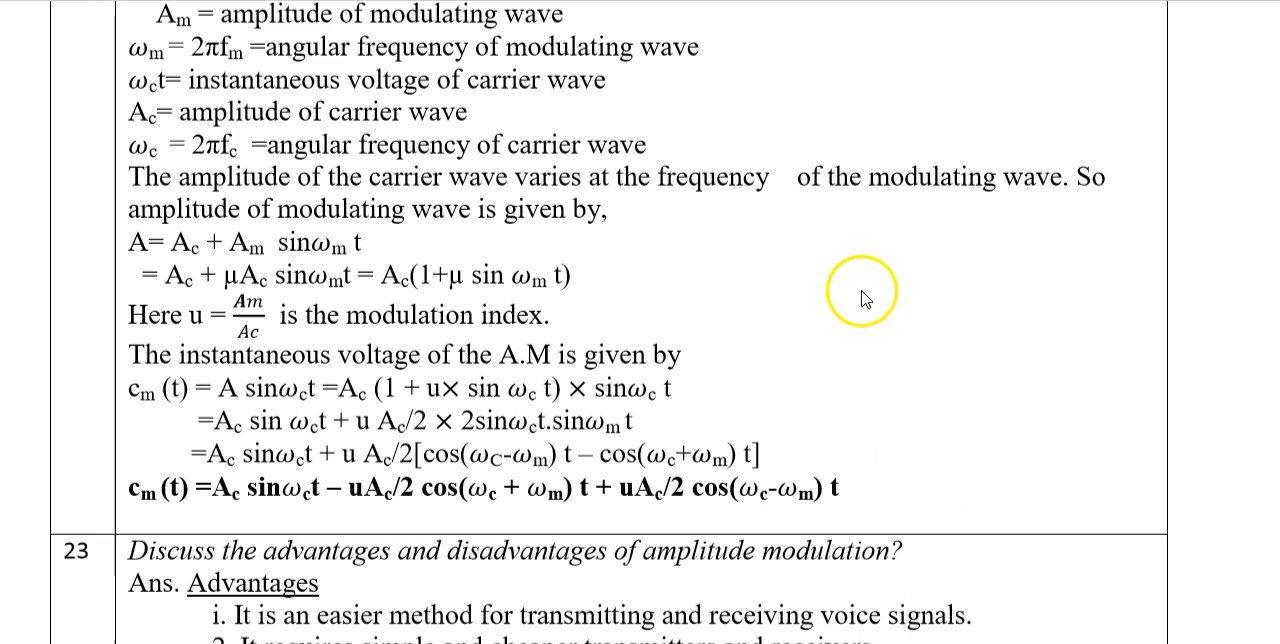 Am = amplitude of modulating wave
ωm = 2πfm =angular frequency of modulating wave
ωct= instantaneous voltage of carrier wave
Ac= amplitude of carrier wave
ωc = 2πfc =angular frequency of carrier wave
The amplitude of the carrier wave varies at the frequency of the modulating wave. So
amplitude of modulating wave is given by,
A= Ac + Am sinωm t
= Ac + μAc sinωmt = Ac(1+μ sin ωm t)
Here u = Am/Ac is the modulation index.
The instantaneous voltage of the A.M is given by
cm (t) = A sinωct =Ac (1 + u× sin ωc t) × sinωc t
=Ac sin ωct + u Ac/2 × 2sinωct.sinωm t
=Ac sinωct + u Ac/2[cos(ωC-ωm) t – cos(ωc+ωm) t]
cm (t) =Ac sinωct – uAc/2 cos(ωc + ωm) t + uAc/2 cos(ωc-ωm) t
23 Discuss the advantages and disadvantages of amplitude modulation?
Ans. Advantages
i. It is an easier method for transmitting and receiving voice signals.